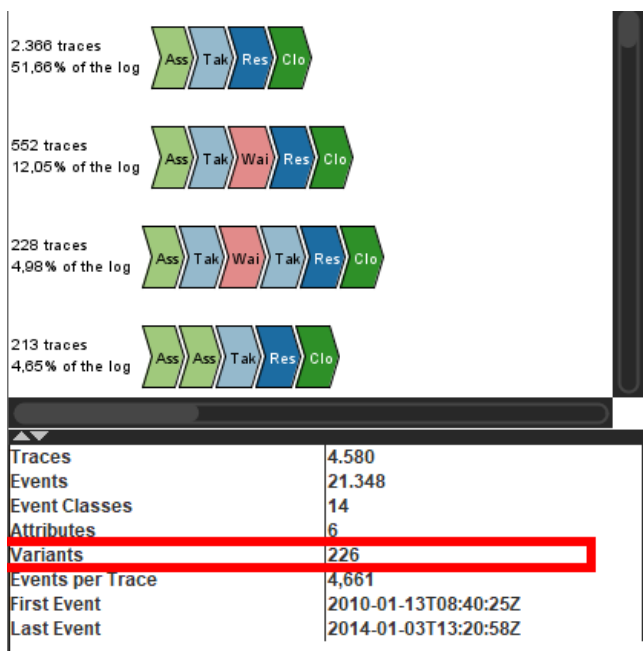 2.366 traces
51,66% of the log
Ass Tak Res Clo
552 traces
12,05% of the log
Ass Tak Wai Res Clo
228 traces
4,98% of the log
Ass Tak Wai Tak Res Clo
213 traces
4,65% of the log
Ass Ass Tak Res Clo
Traces 4.580
Events 21.348
Event Classes 14
Attributes 6
Variants 226
Events per Trace 4,661
First Event 2010-01-13T08:40:25Z
Last Event 2014-01-03T13:20:58Z